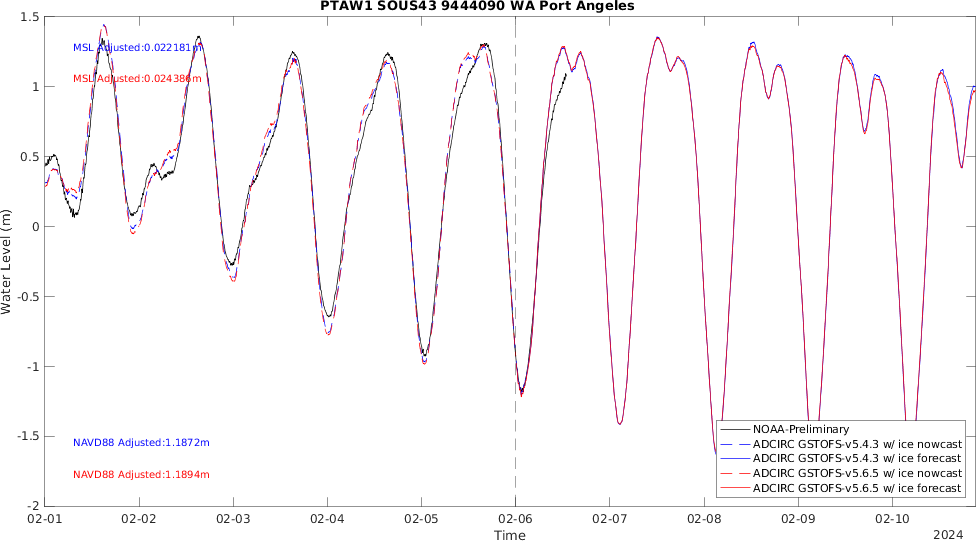 PTAW1 SOUS43 9444090 WA Port Angeles
1.5
1
0.5
0
-0.5
-1
-1.5
-2
Water Level (m)
MSL Adjusted:0.022181m
MSL Adjusted:0.024386m
NAVD88 Adjusted:1.1872m
NAVD88 Adjusted:1.1894m
NOAA-Preliminary
ADCIRC GSTOFS-v5.4.3 w/ ice nowcast
ADCIRC GSTOFS-v5.4.3 w/ ice forecast
ADCIRC GSTOFS-v5.6.5 w/ ice nowcast
ADCIRC GSTOFS-v5.6.5 w/ ice forecast
02-01 02-02 02-03 02-04 02-05 02-06 02-07 02-08 02-09 02-10
Time
2024